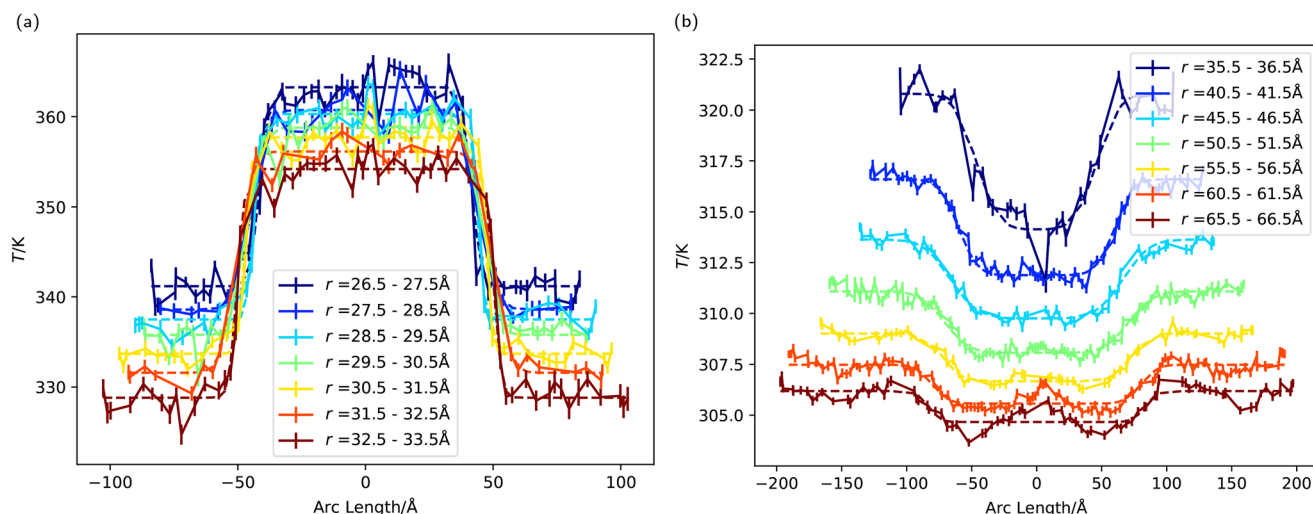 (a)
360
350
340
330
T/K
r =26.5 - 27.5Å
r =27.5 - 28.5Å
r =28.5 - 29.5Å
r =29.5 - 30.5Å
r =30.5 - 31.5Å
r =31.5 - 32.5Å
r =32.5 - 33.5Å
−100 −50 0 50 100
Arc Length/Å
(b)
322.5
320.0
317.5
315.0
312.5
310.0
307.5
305.0
T/K
r =35.5 - 36.5Å
r =40.5 - 41.5Å
r =45.5 - 46.5Å
r =50.5 - 51.5Å
r =55.5 - 56.5Å
r =60.5 - 61.5Å
r =65.5 - 66.5Å
−200 −150 −100 −50 0 50 100 150 200
Arc Length/Å